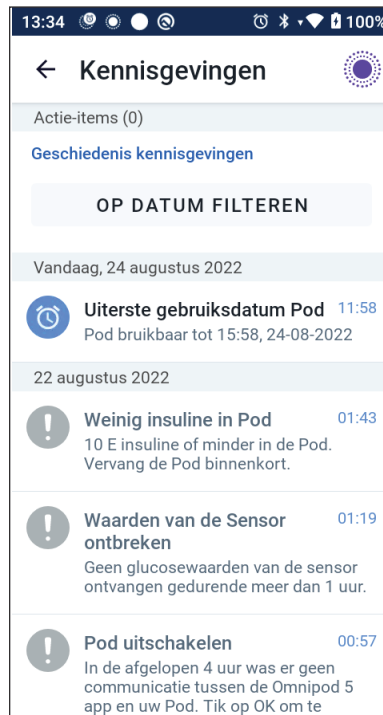 13:34 100%
Kennisgevingen
Actie-items (0)
Geschiedenis kennisgevingen
OP DATUM FILTEREN
Vandaag, 24 augustus 2022
Uiterste gebruiksdatum Pod 11:58
Pod bruikbaar tot 15:58, 24-08-2022
22 augustus 2022
Weinig insuline in Pod 01:43
10 E insuline of minder in de Pod.
Vervang de Pod binnenkort.
Waarden van de Sensor 01:19
ontbreken
Geen glucosewaarden van de sensor
ontvangen gedurende meer dan 1 uur.
Pod uitschakelen 00:57
In de afgelopen 4 uur was er geen
communicatie tussen de Omnipod 5
app en uw Pod. Tik op OK om te